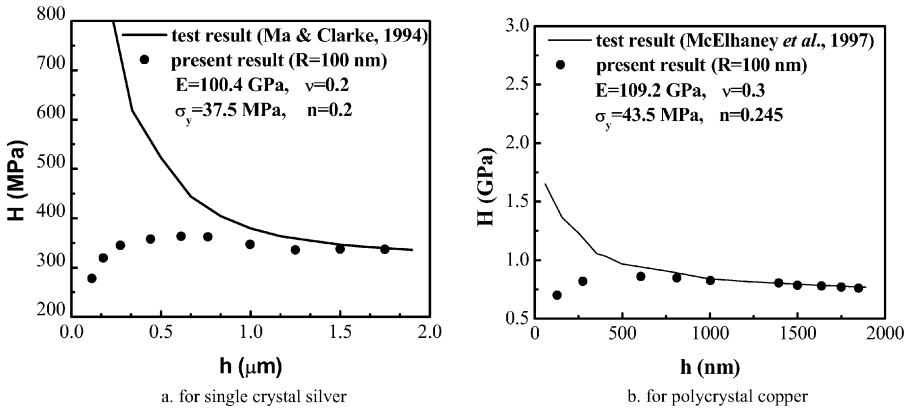 800
700
600
500
400
300
200
H (MPa)
test result (Ma & Clarke, 1994)
present result (R=100 nm)
E=100.4 GPa, ν=0.2
σy=37.5 MPa, n=0.2
0.0 0.5 1.0 1.5 2.0
h (μm)
a. for single crystal silver
3.0
2.5
2.0
1.5
1.0
0.5
H (GPa)
test result (McElhaney et al., 1997)
present result (R=100 nm)
E=109.2 GPa, ν=0.3
σy=43.5 MPa, n=0.245
0 500 1000 1500 2000
h (nm)
b. for polycrystal copper